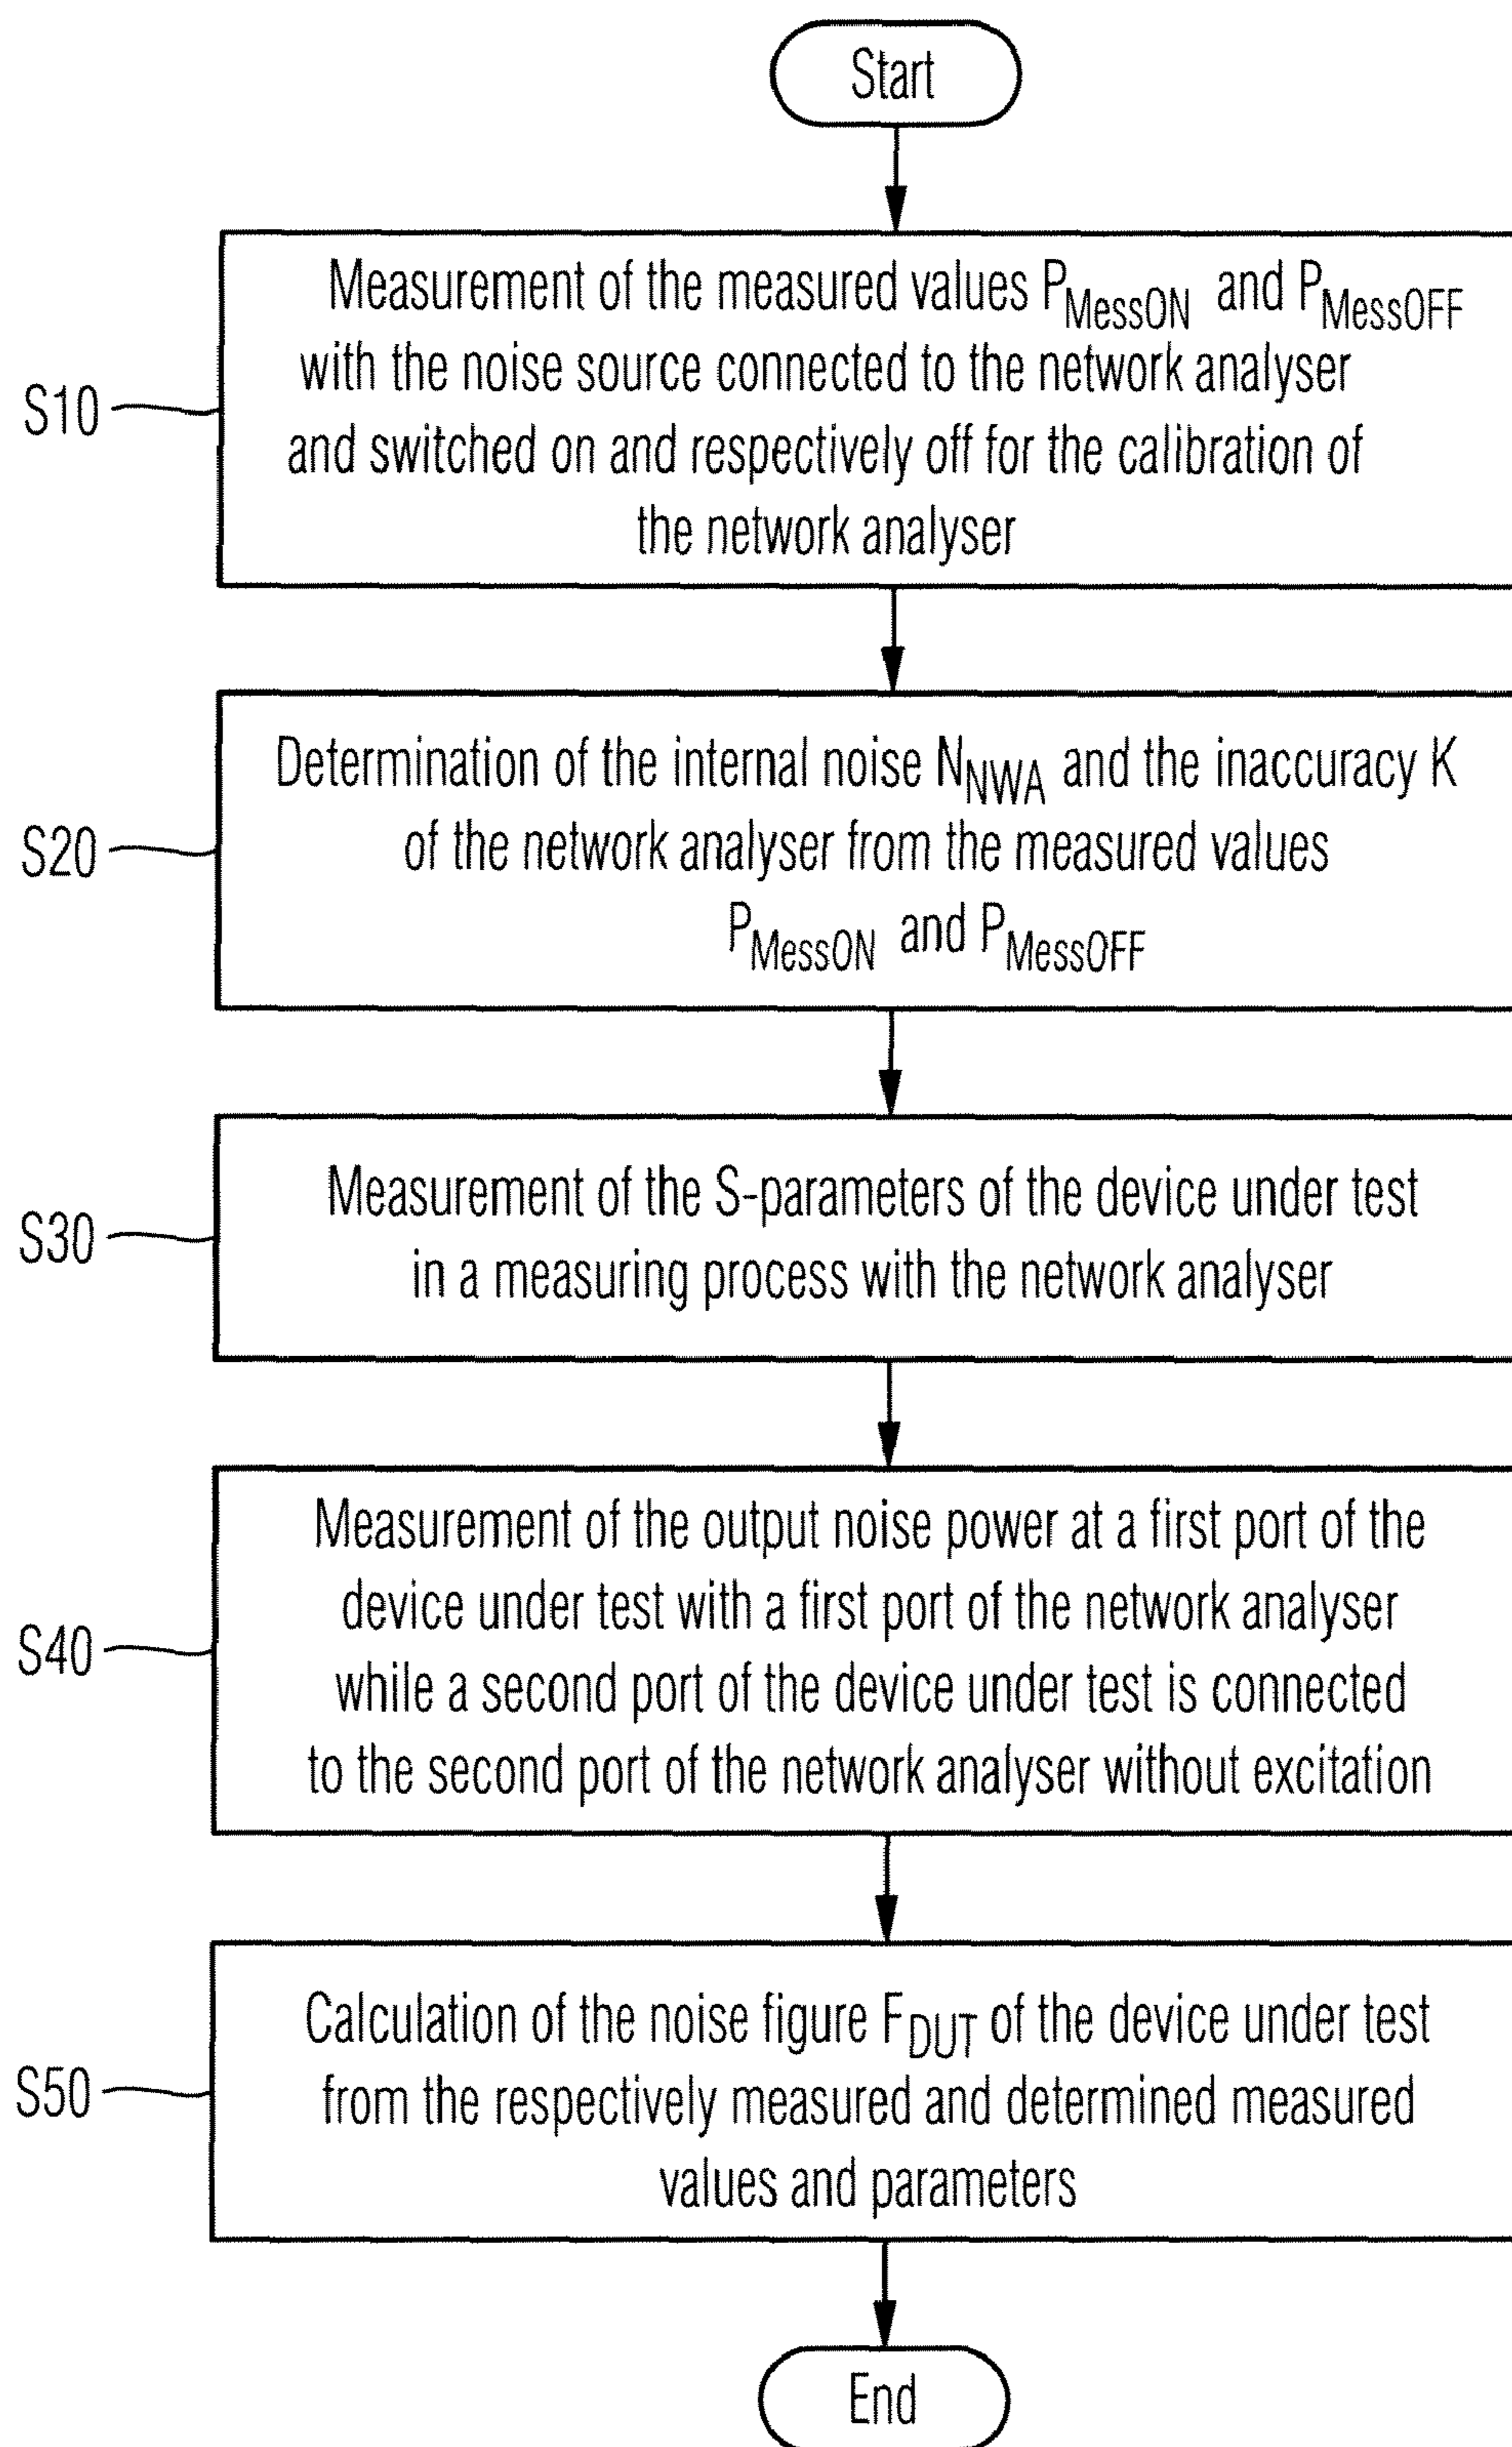 Start
S10
Measurement of the measured values P_MessON and P_MessOFF
with the noise source connected to the network analyser
and switched on and respectively off for the calibration of
the network analyser
S20
Determination of the internal noise N_NWA and the inaccuracy K
of the network analyser from the measured values
P_MessON and P_MessOFF
S30
Measurement of the S-parameters of the device under test
in a measuring process with the network analyser
S40
Measurement of the output noise power at a first port of the
device under test with a first port of the network analyser
while a second port of the device under test is connected
to the second port of the network analyser without excitation
S50
Calculation of the noise figure F_DUT of the device under test
from the respectively measured and determined measured
values and parameters
End